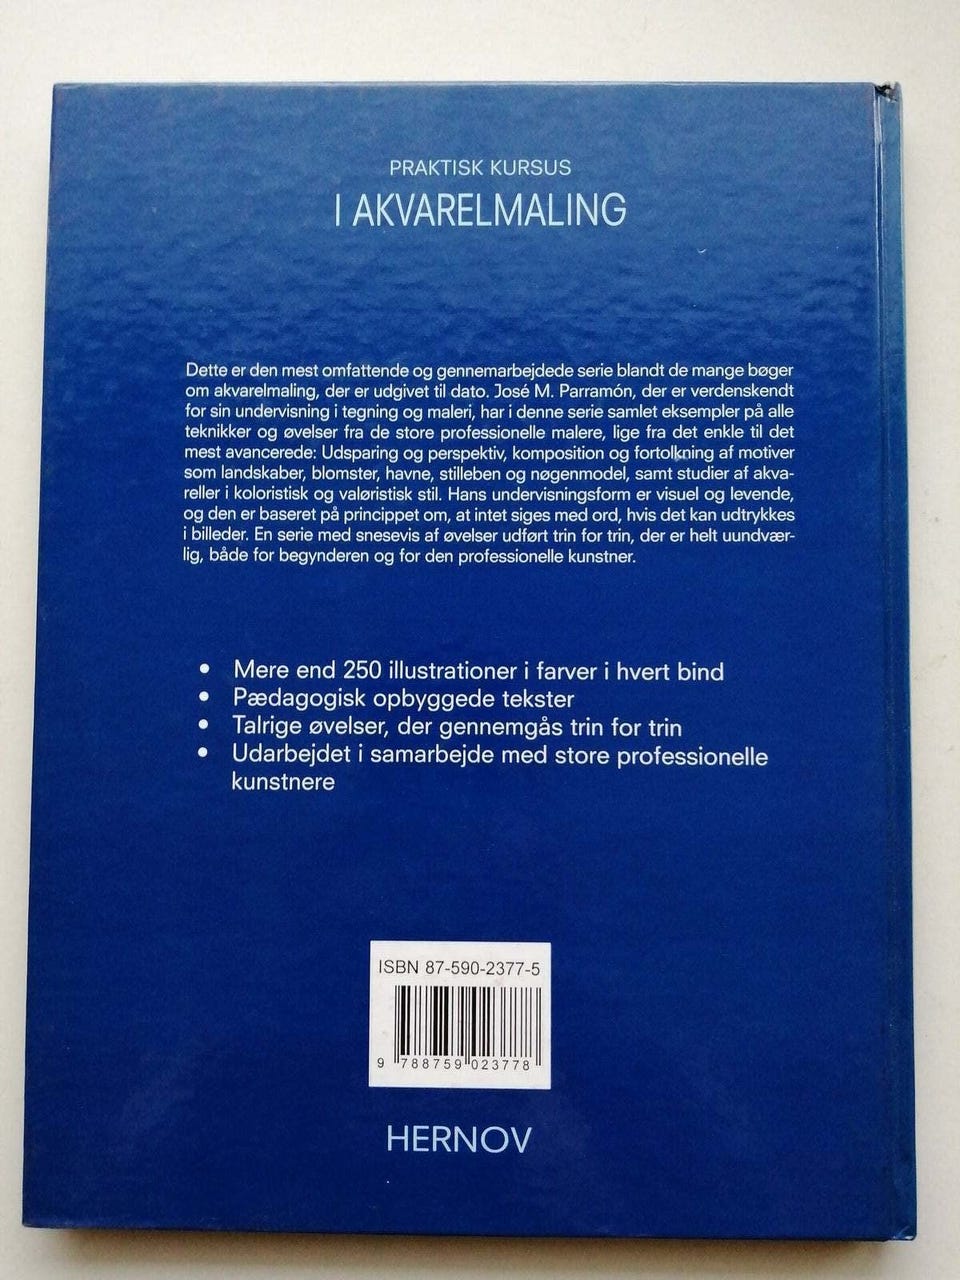 PRAKTISK KURSUS
I AKVARELMALING
Dette er den mest omfattende og gennemarbejdede serie blandt de mange bøger
om akvarelmaling, der er udgivet til dato. José M. Parramón, der er verdenskendt
for sin undervisning i tegning og maleri, har i denne serie samlet eksempler på alle
teknikker og øvelser fra de store professionelle malere, lige fra det enkle til det
mest avancerede: Udsparing og perspektiv, komposition og fortolkning af motiver
som landskaber, blomster, havne, stilleben og nøgenmodel, samt studier af akva-
reller i koloristisk og valøristisk stil. Hans undervisningsform er visuel og levende,
og den er baseret på princippet om, at intet siges med ord, hvis det kan udtrykkes
i billeder. En serie med snesevis af øvelser udført trin for trin, der er helt uundvær-
lig, både for begynderen og for den professionelle kunstner.
• Mere end 250 illustrationer i farver i hvert bind
• Pædagogisk opbyggede tekster
• Talrige øvelser, der gennemgås trin for trin
• Udarbejdet i samarbejde med store professionelle
kunstnere
ISBN 87-590-2377-5
9 788759 023778
HERNOV